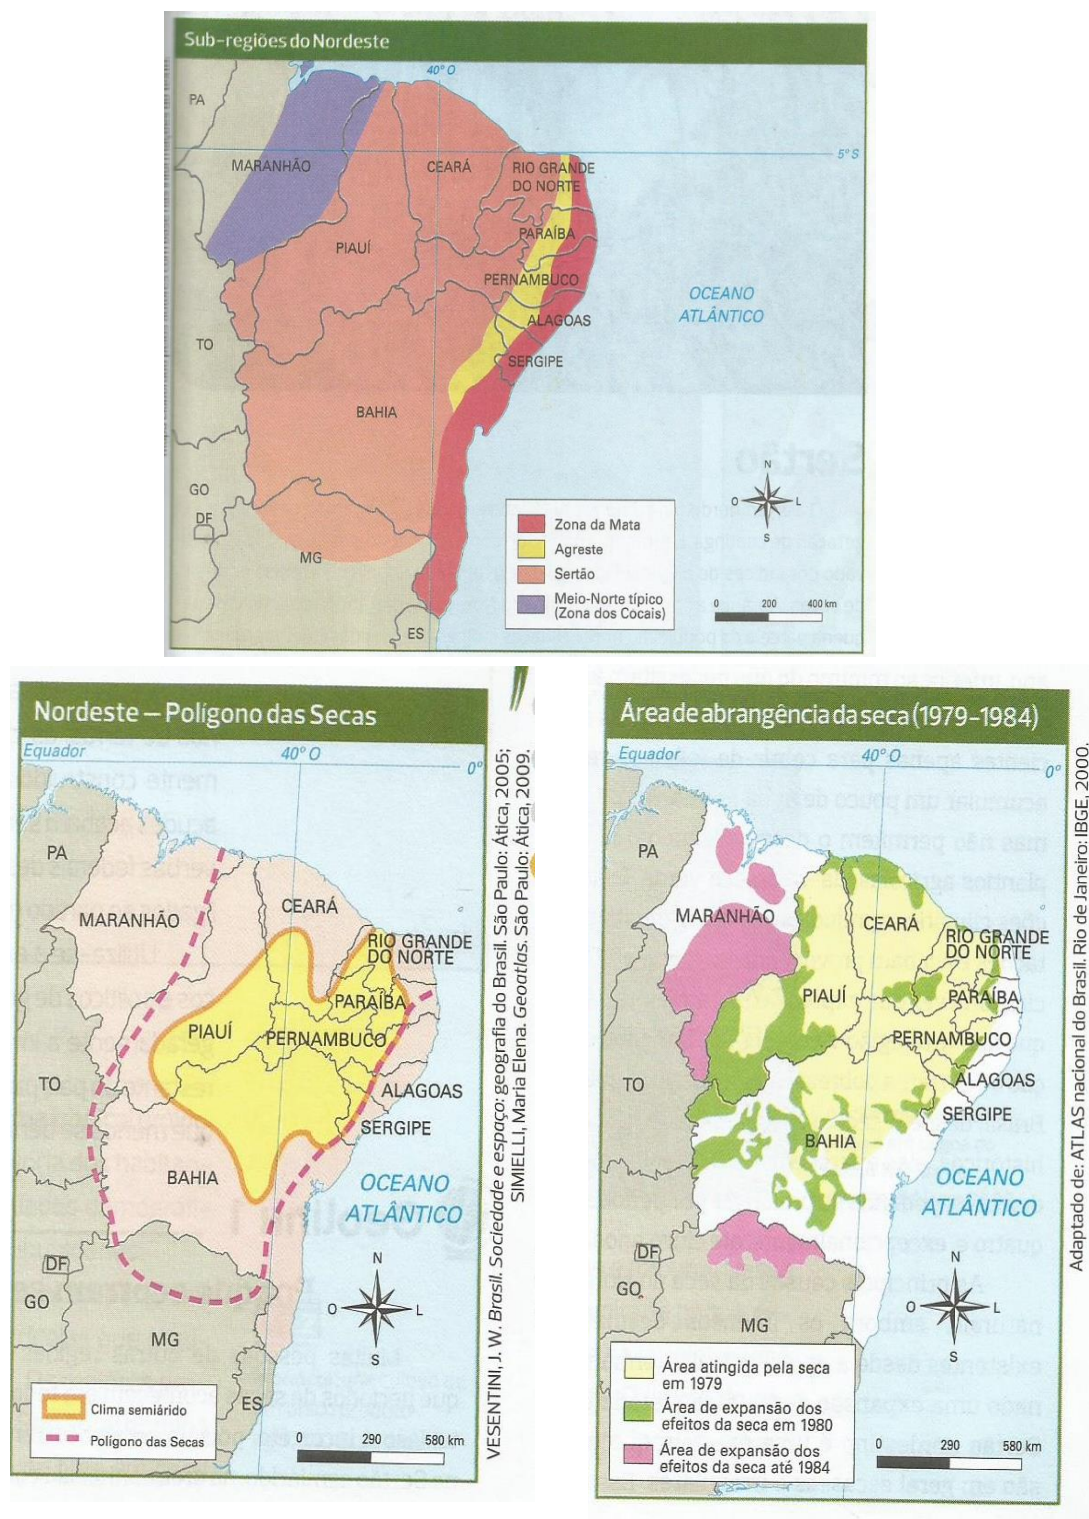 Sub-regiões do Nordeste
40º O
PA
MARANHÃO
CEARÁ
5º S
RIO GRANDE
DO NORTE
PIAUÍ
PARAÍBA
PERNAMBUCO
OCEANO
ATLÂNTICO
ALAGOAS
TO
SERGIPE
BAHIA
GO
DF
MG
ES
N
O
L
S
Zona da Mata
Agreste
Sertão
Meio-Norte típico
(Zona dos Cocais)
0 200 400 km
Nordeste – Polígono das Secas
Equador
40º O
0º
PA
MARANHÃO
CEARÁ
RIO GRANDE
DO NORTE
PARAÍBA
PIAUÍ
PERNAMBUCO
TO
ALAGOAS
SERGIPE
BAHIA
OCEANO
ATLÂNTICO
DF
GO
MG
ES
N
O
L
S
Clima semiárido
Polígono das Secas
0 290 580 km
VESENTINI, J. W. Brasil. Sociedade e espaço: geografia do Brasil. São Paulo: Ática, 2005;
SIMIELLI, Maria Elena. Geoatlas. São Paulo: Ática, 2009.
Área de abrangência da seca (1979-1984)
Equador
40º O
0º
PA
MARANHÃO
CEARÁ
RIO GRANDE
DO NORTE
PIAUÍ
PARAÍBA
PERNAMBUCO
TO
ALAGOAS
SERGIPE
BAHIA
OCEANO
ATLÂNTICO
DF
GO
MG
N
O
L
S
Área atingida pela seca
em 1979
Área de expansão dos
efeitos da seca em 1980
Área de expansão dos
efeitos da seca até 1984
0 290 580 km
Adaptado de: ATLAS nacional do Brasil. Rio de Janeiro: IBGE, 2000.